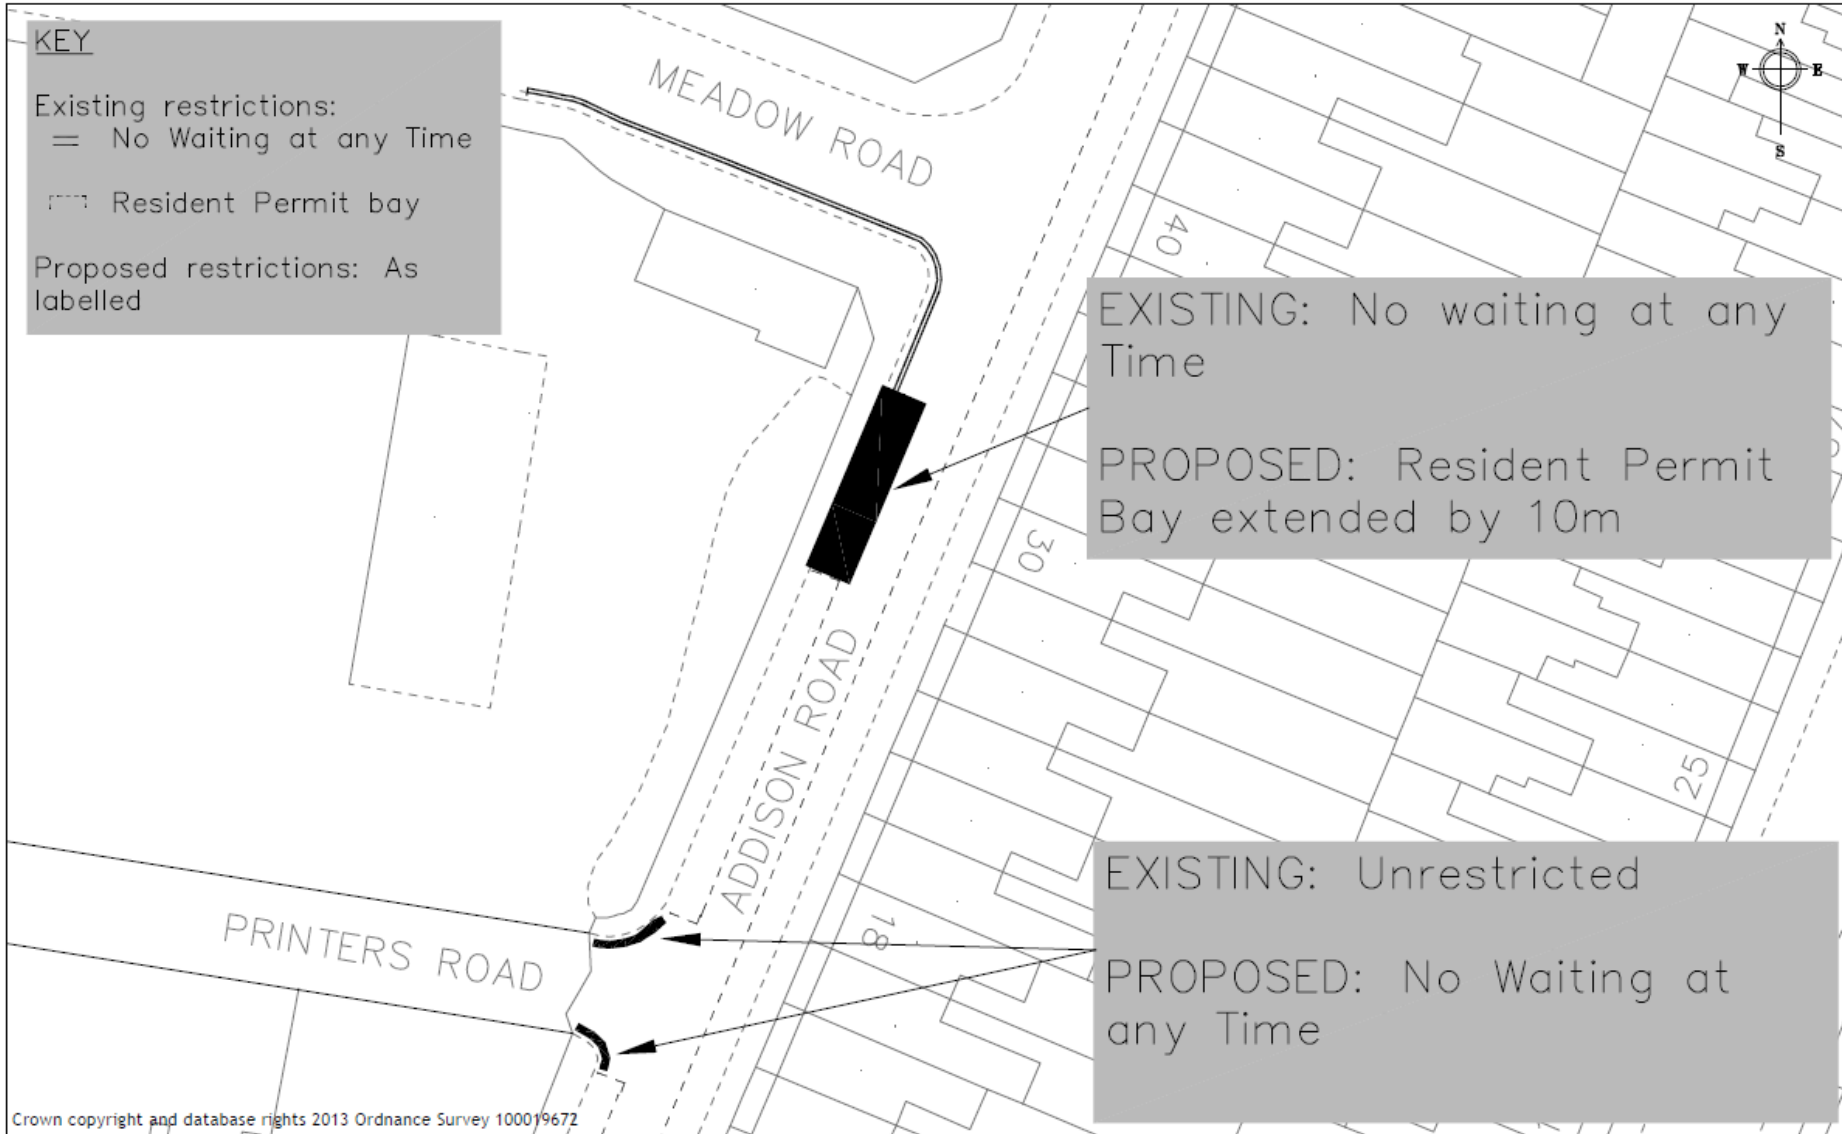 KEY
Existing restrictions:
No Waiting at any Time
Resident Permit bay
Proposed restrictions: As
labelled
MEADOW ROAD
N
W E
S
40
EXISTING: No waiting at any
Time
PROPOSED: Resident Permit
Bay extended by 10m
30
ADDISON ROAD
25
18
PRINTERS ROAD
EXISTING: Unrestricted
PROPOSED: No Waiting at
any Time
Crown copyright and database rights 2013 Ordnance Survey 100019672